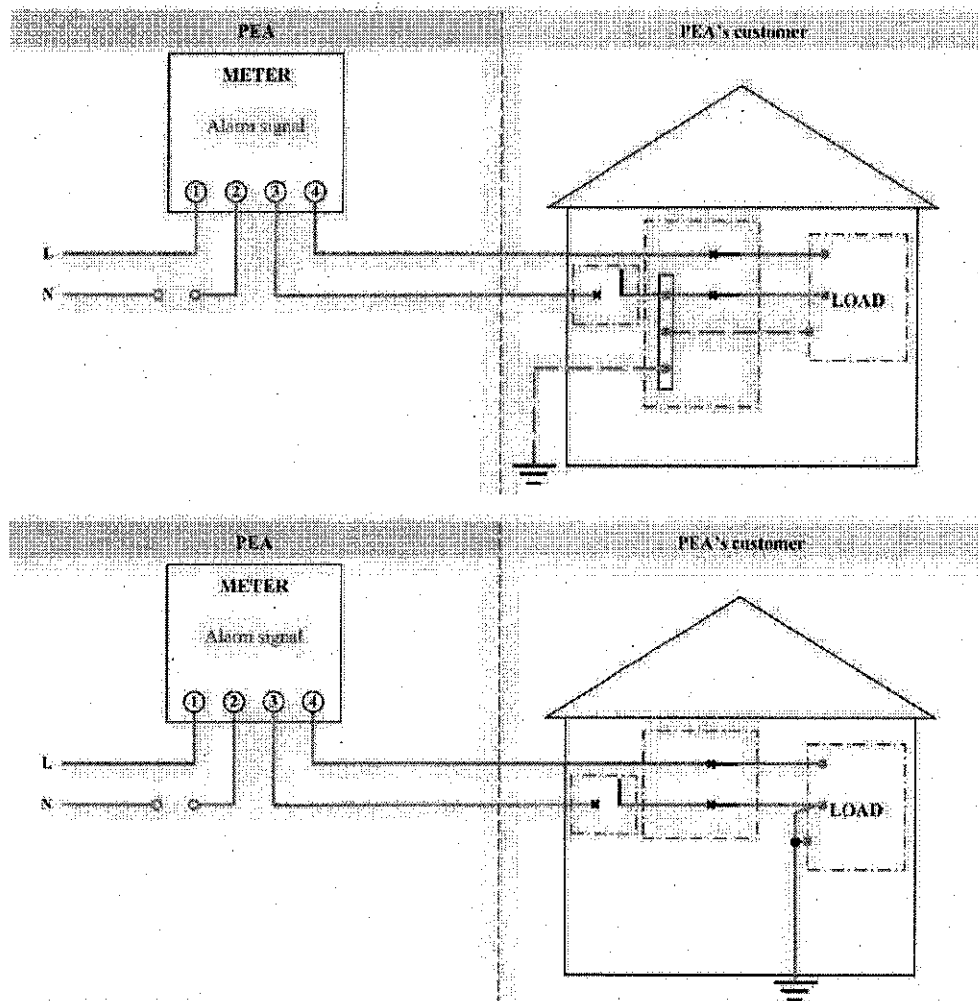 PEA PEA's customer
METER
Alarm signal
1 2 3 4
L
N
LOAD
PEA PEA's customer
METER
Alarm signal
1 2 3 4
L
N
LOAD